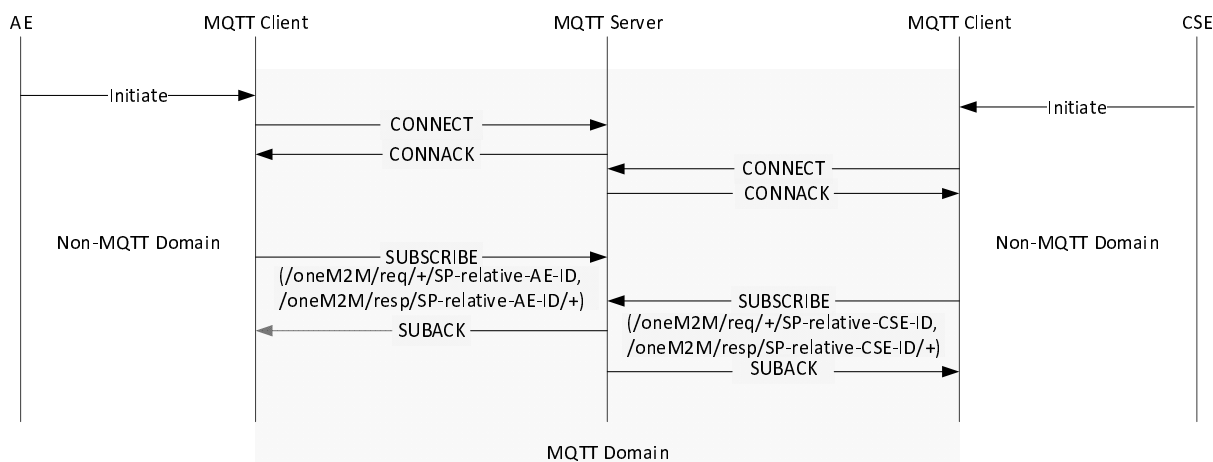 AE
MQTT Client
MQTT Server
MQTT Client
CSE
Initiate
Initiate
CONNECT
CONNACK
CONNECT
CONNACK
Non-MQTT Domain
Non-MQTT Domain
SUBSCRIBE
(/oneM2M/req/+/SP-relative-AE-ID,
/oneM2M/resp/SP-relative-AE-ID/+)
SUBSCRIBE
(/oneM2M/req/+/SP-relative-CSE-ID,
/oneM2M/resp/SP-relative-CSE-ID/+)
SUBACK
SUBACK
MQTT Domain